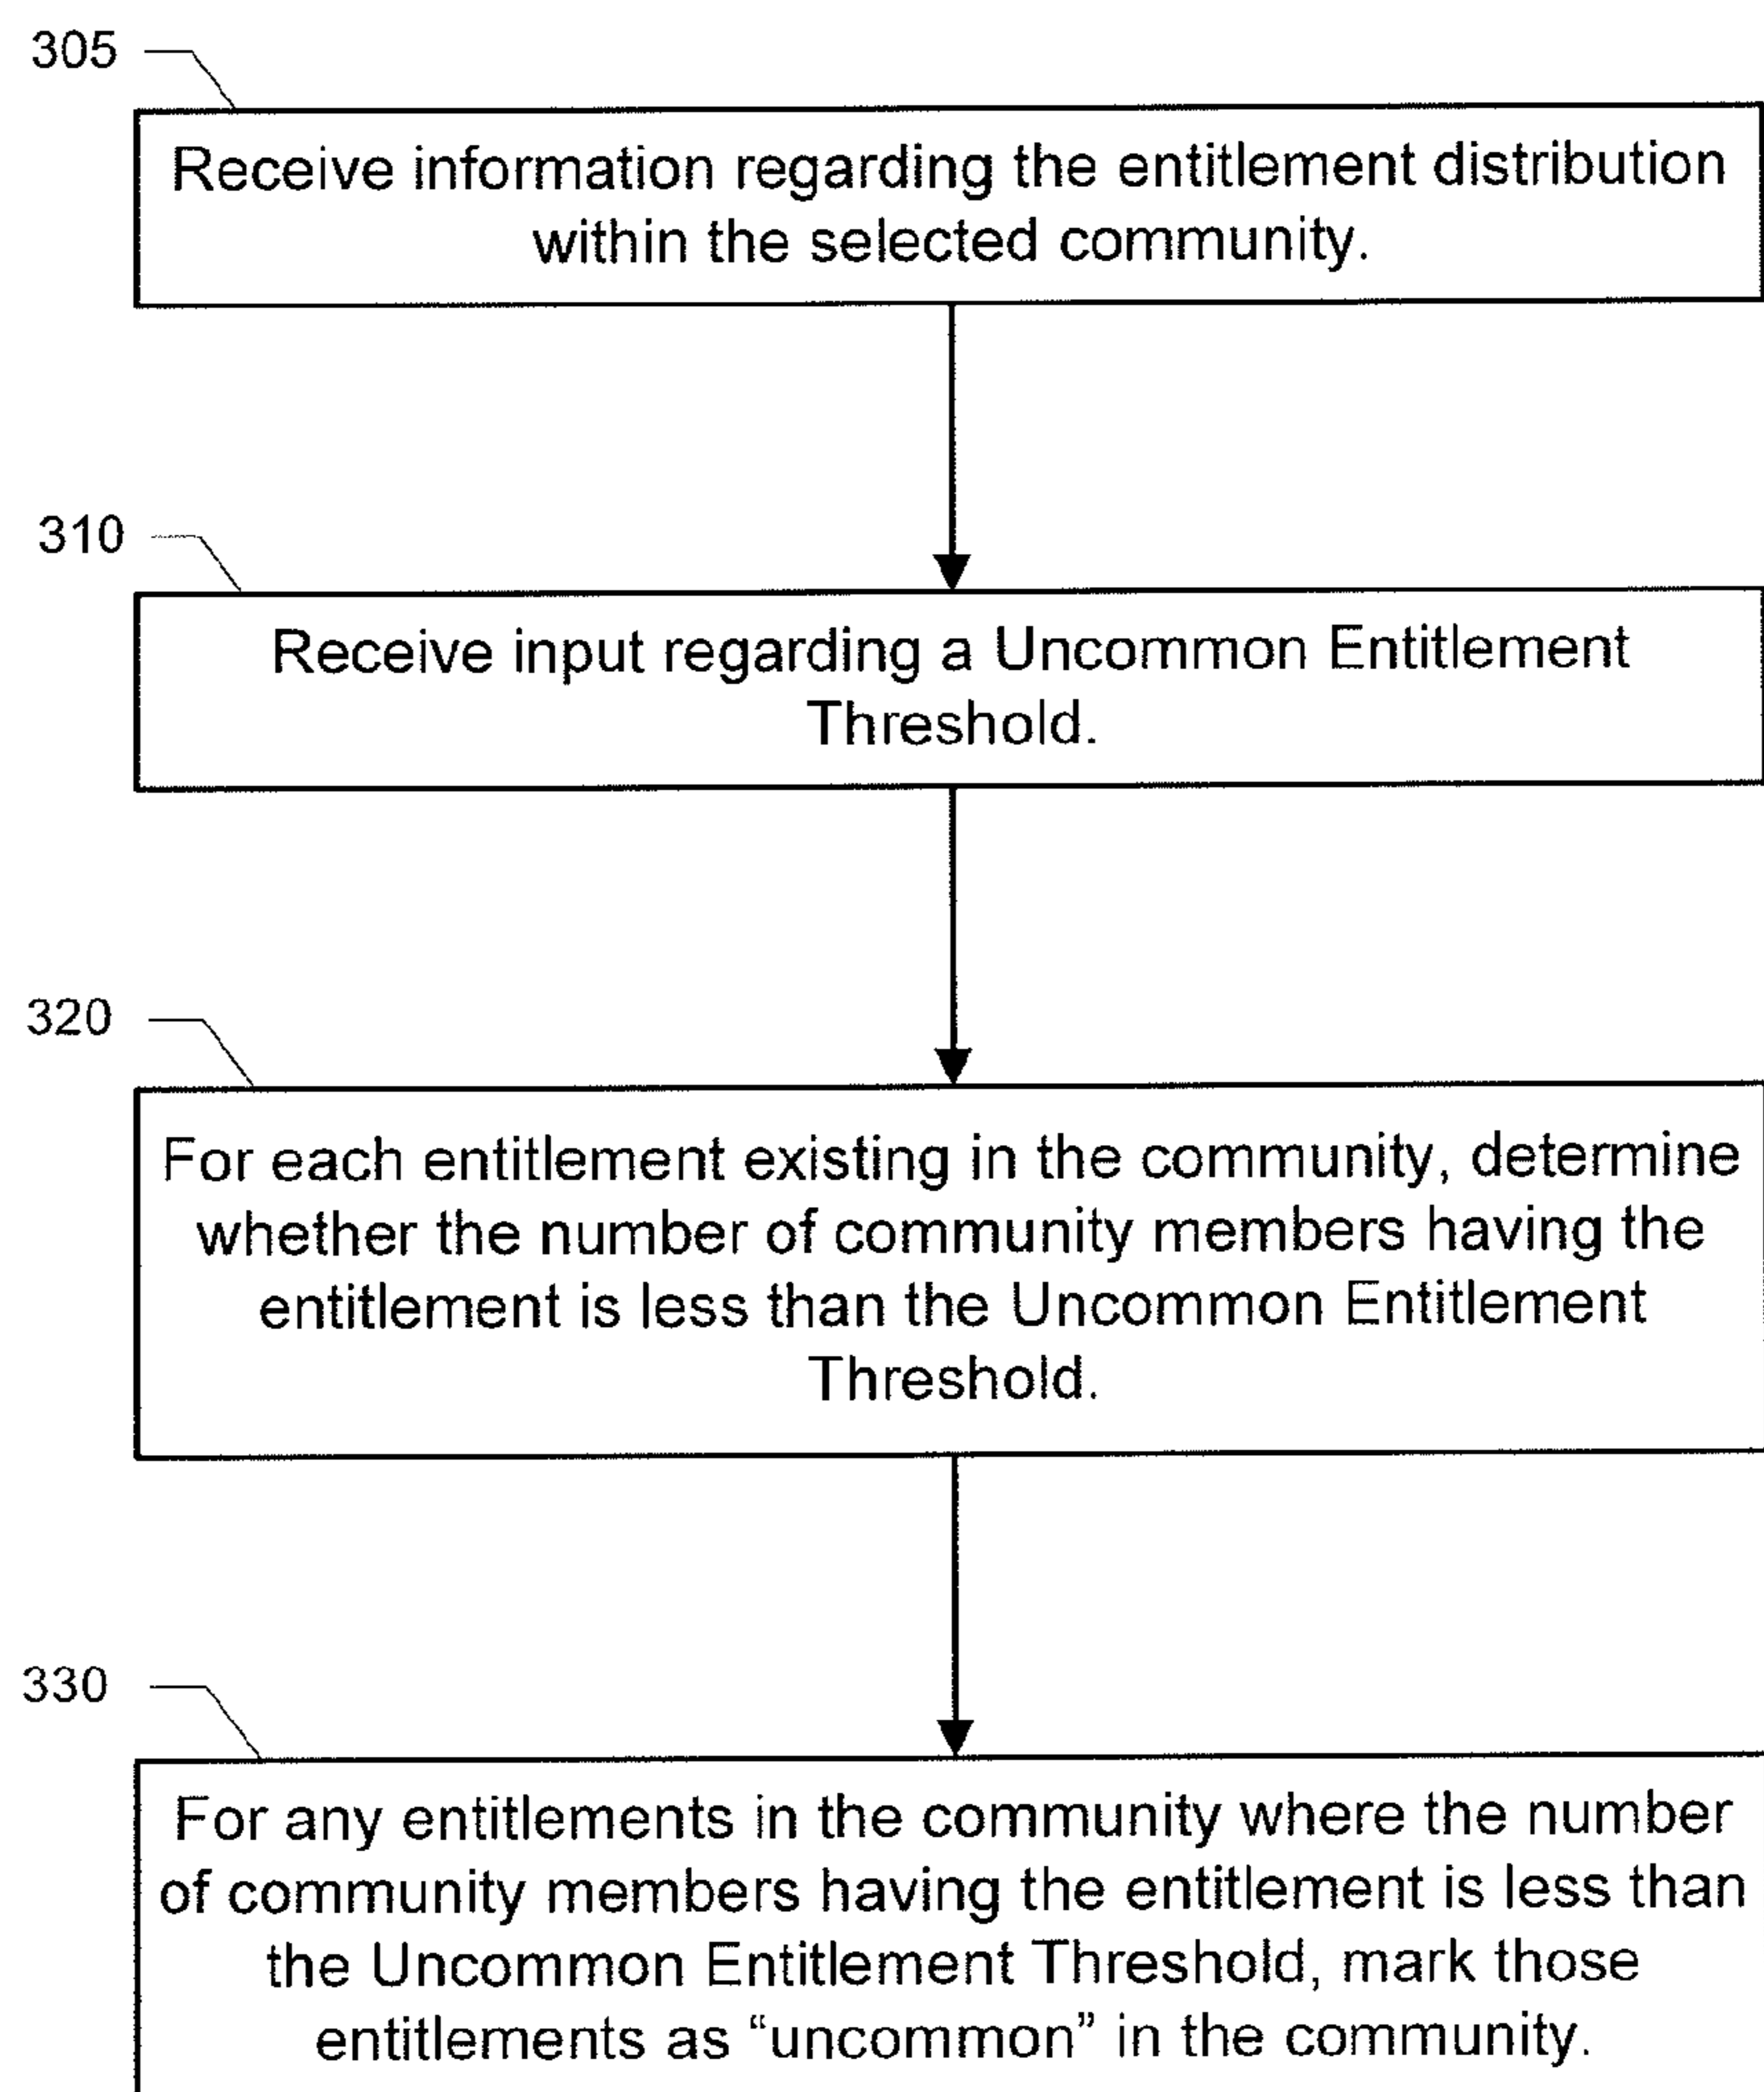 305
Receive information regarding the entitlement distribution
within the selected community.
310
Receive input regarding a Uncommon Entitlement
Threshold.
320
For each entitlement existing in the community, determine
whether the number of community members having the
entitlement is less than the Uncommon Entitlement
Threshold.
330
For any entitlements in the community where the number
of community members having the entitlement is less than
the Uncommon Entitlement Threshold, mark those
entitlements as “uncommon” in the community.